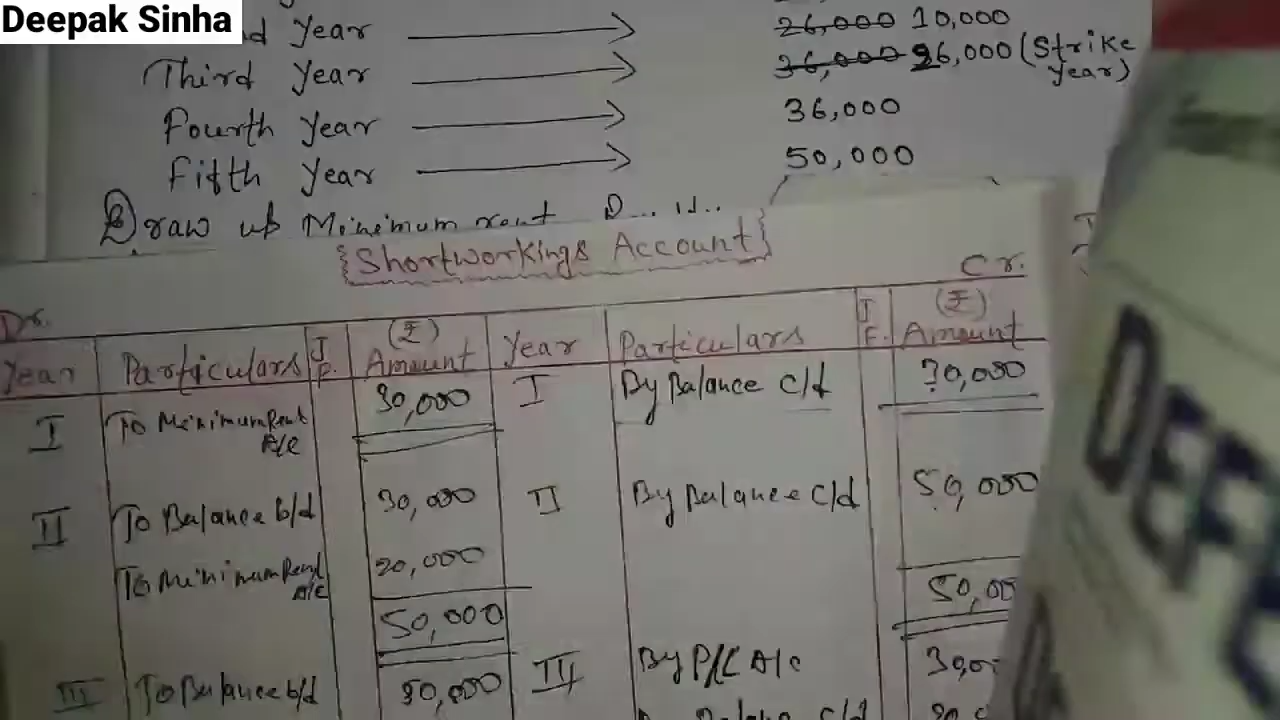 Deepak Sinha
d Year 26,000 10,000
Third Year 36,000 26,000 (Strike Year)
Fourth Year 36,000
Fifth Year 50,000
Draw up Minimum rent
{Shortworkings Account}
Dr. Cr.
Year Particulars J.F. (₹) Amount Year Particulars J.F. (₹) Amount
I To Minimum Rent A/c 30,000 I By Balance c/d 30,000
II To Balance b/d 30,000 II By Balance c/d 50,000
To Minimum Rent A/c 20,000
50,000 50,00
III To Balance b/d 50,000 III By P/L A/c 30,0
c/d